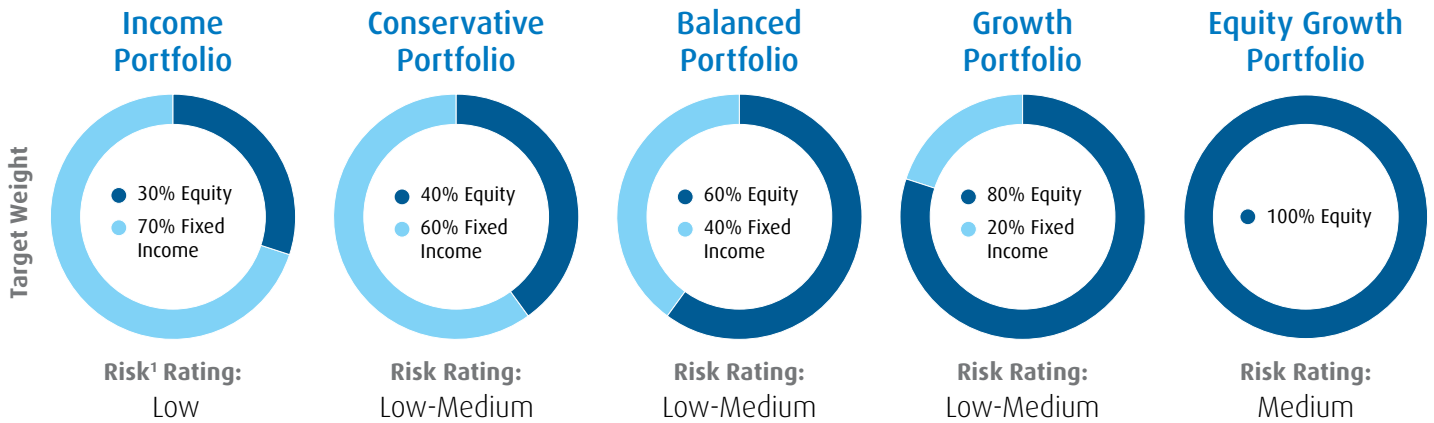 Income
Portfolio
Conservative
Portfolio
Balanced
Portfolio
Growth
Portfolio
Equity Growth
Portfolio
Target Weight
30% Equity
70% Fixed
Income
40% Equity
60% Fixed
Income
60% Equity
40% Fixed
Income
80% Equity
20% Fixed
Income
100% Equity
Risk¹ Rating:
Low
Risk Rating:
Low-Medium
Risk Rating:
Low-Medium
Risk Rating:
Low-Medium
Risk Rating:
Medium